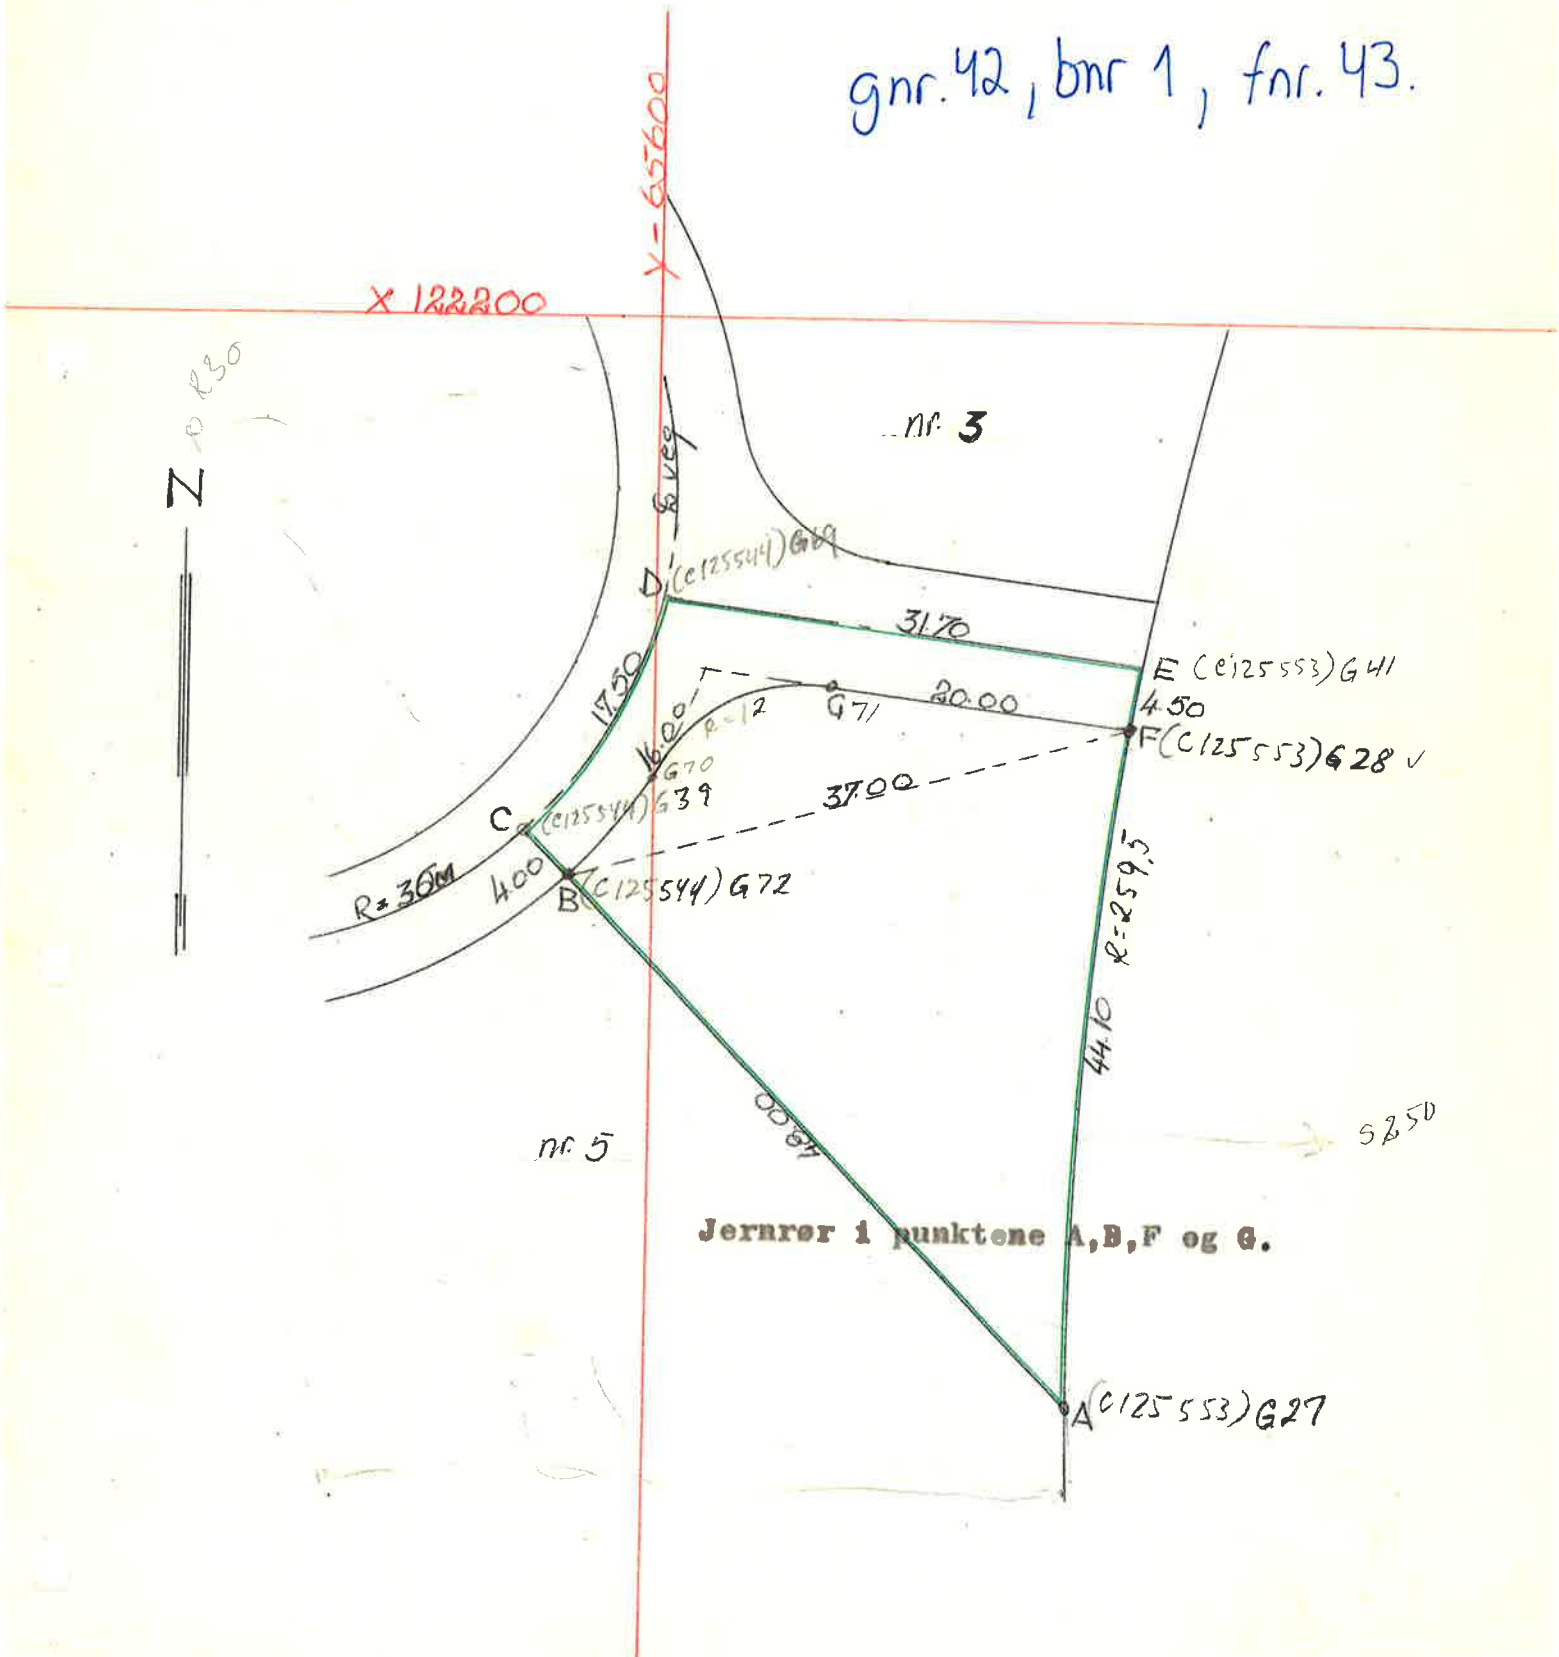 gnr. 42, bnr 1, fnr. 43.
Y - 65600
X 122200
R30
N
nr. 3
veg
D (C125544) G69
31.70
E (C125553) G41
4.50
17.50
16.00
R=12
G71
20.00
F (C125553) G28 ✓
G70
37.00
C (C125544) G39
4.00
R=36M
B (C125544) G72
R=259,5
44.10
48.00
nr. 5
Jernrør i punktene A,B,F og G.
A (C125553) G27